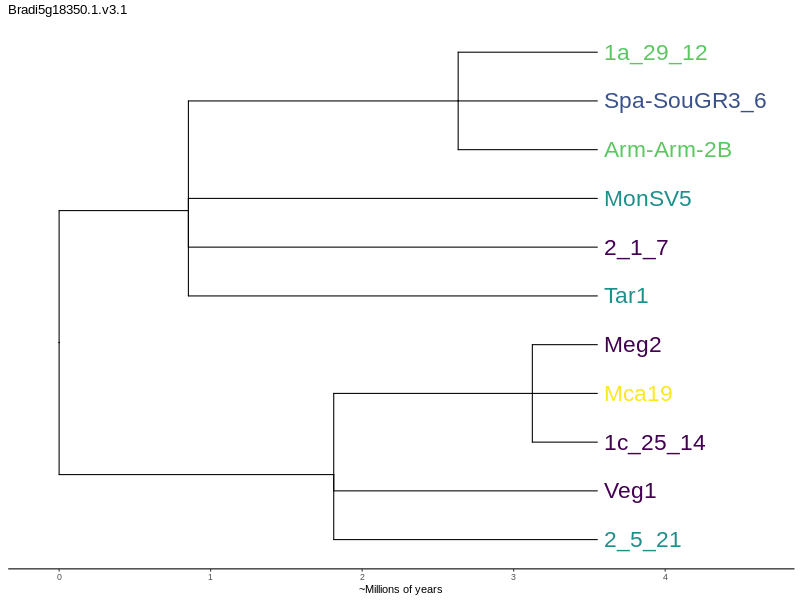 Bradi5g18350.1.v3.1
1a_29_12
Spa-SouGR3_6
Arm-Arm-2B
MonSV5
2_1_7
Tar1
Meg2
Mca19
1c_25_14
Veg1
2_5_21
0 1 2 3 4
~Millions of years